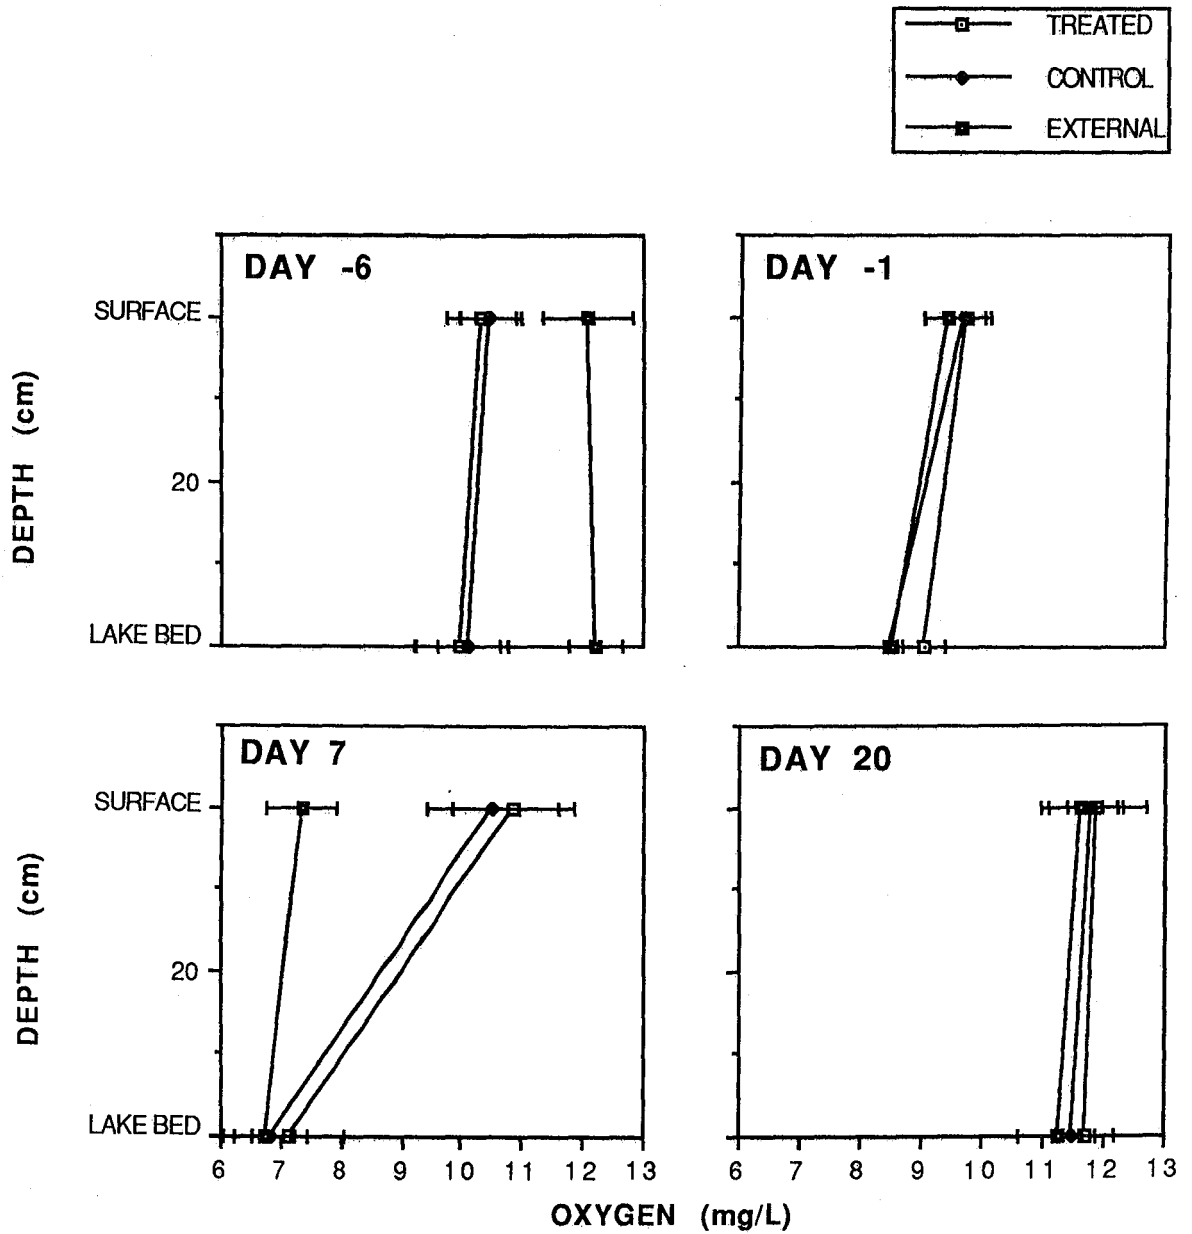 TREATED
CONTROL
EXTERNAL
DAY -6
DAY -1
SURFACE
20
LAKE BED
DEPTH (cm)
DAY 7
DAY 20
SURFACE
20
LAKE BED
DEPTH (cm)
6 7 8 9 10 11 12 13
6 7 8 9 10 11 12 13
OXYGEN (mg/L)